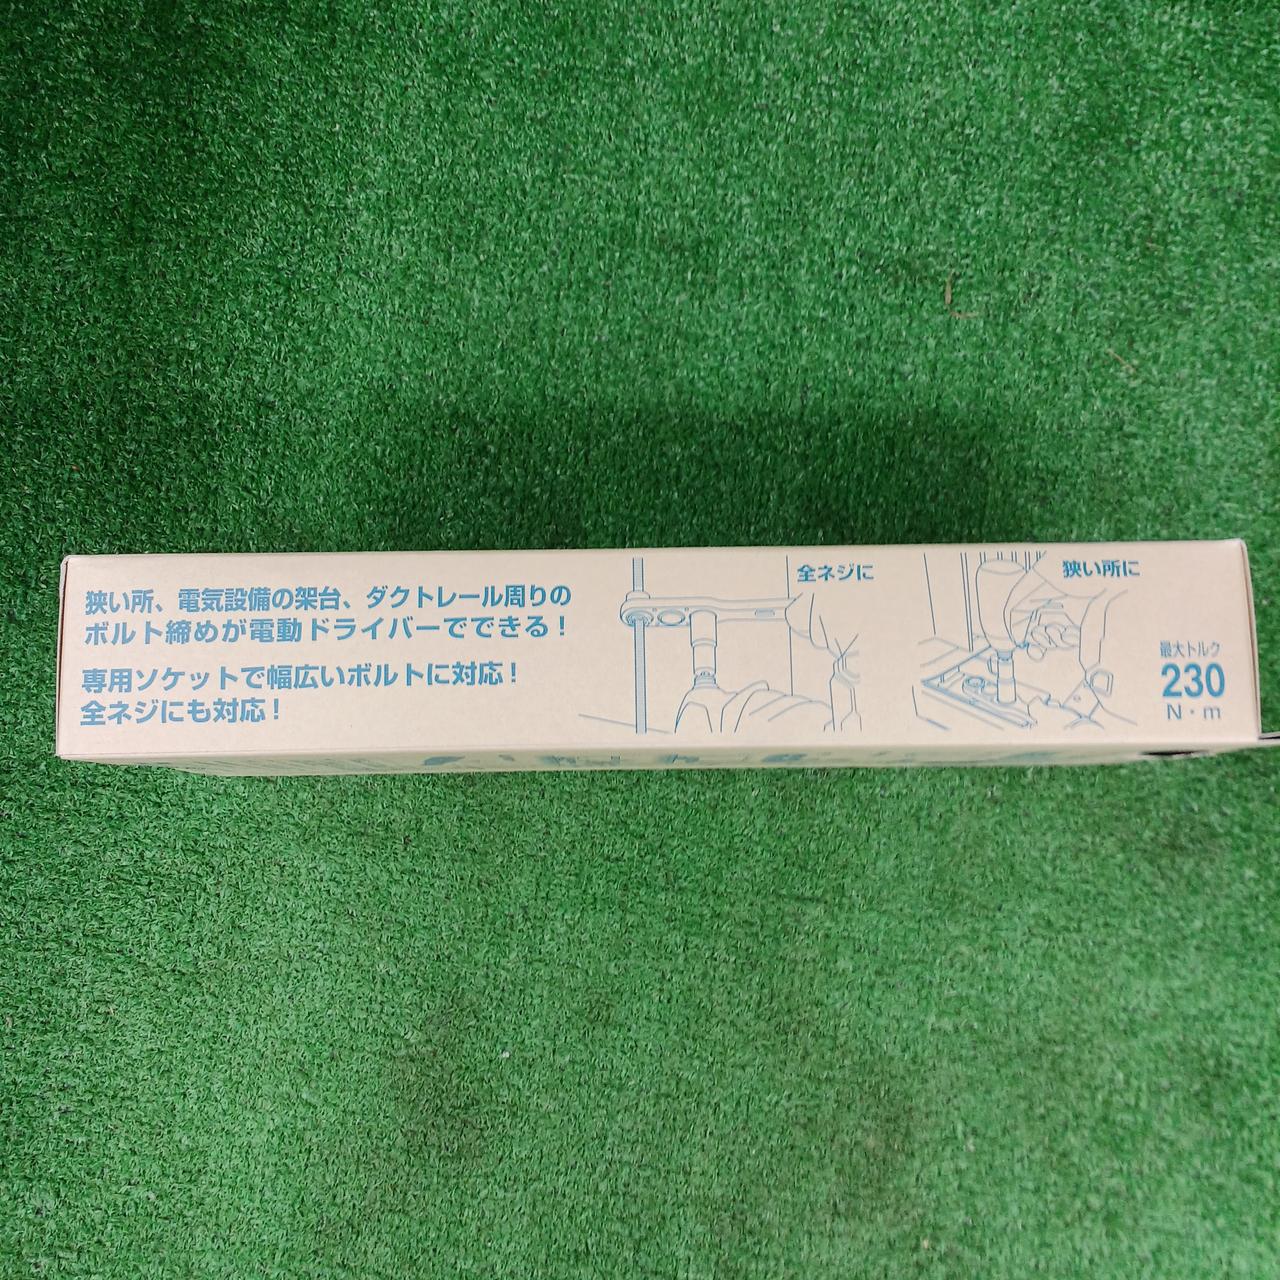 狭い所、電気設備の架台、ダクトレール周りの
ボルト締めが電動ドライバーでできる！
専用ソケットで幅広いボルトに対応！
全ネジにも対応！
全ネジに
狭い所に
最大トルク
230
N・m